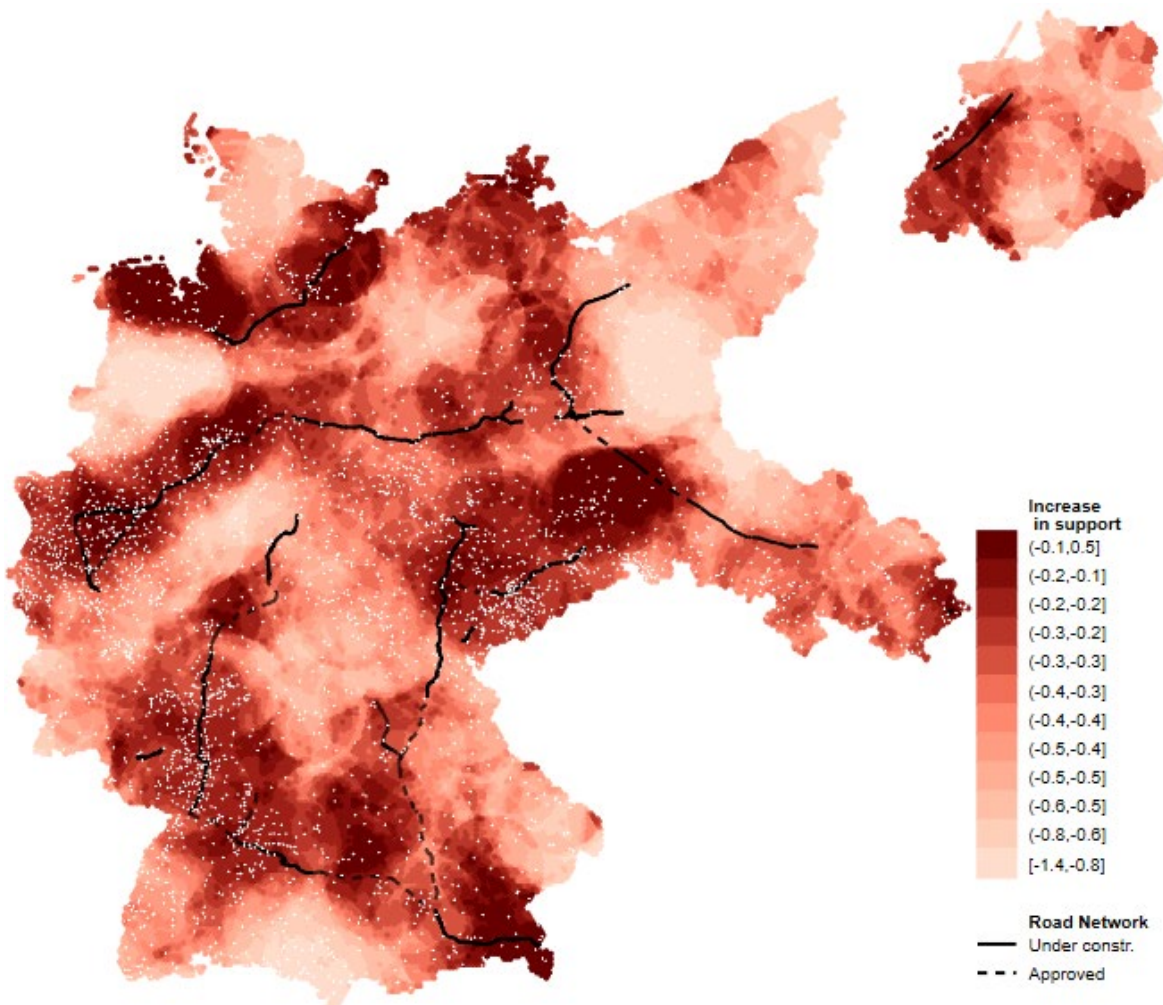 Increase
in support
(-0.1,0.5]
(-0.2,-0.1]
(-0.2,-0.2]
(-0.3,-0.2]
(-0.3,-0.3]
(-0.4,-0.3]
(-0.4,-0.4]
(-0.5,-0.4]
(-0.5,-0.5]
(-0.6,-0.5]
(-0.8,-0.6]
[-1.4,-0.8]
Road Network
Under constr.
Approved